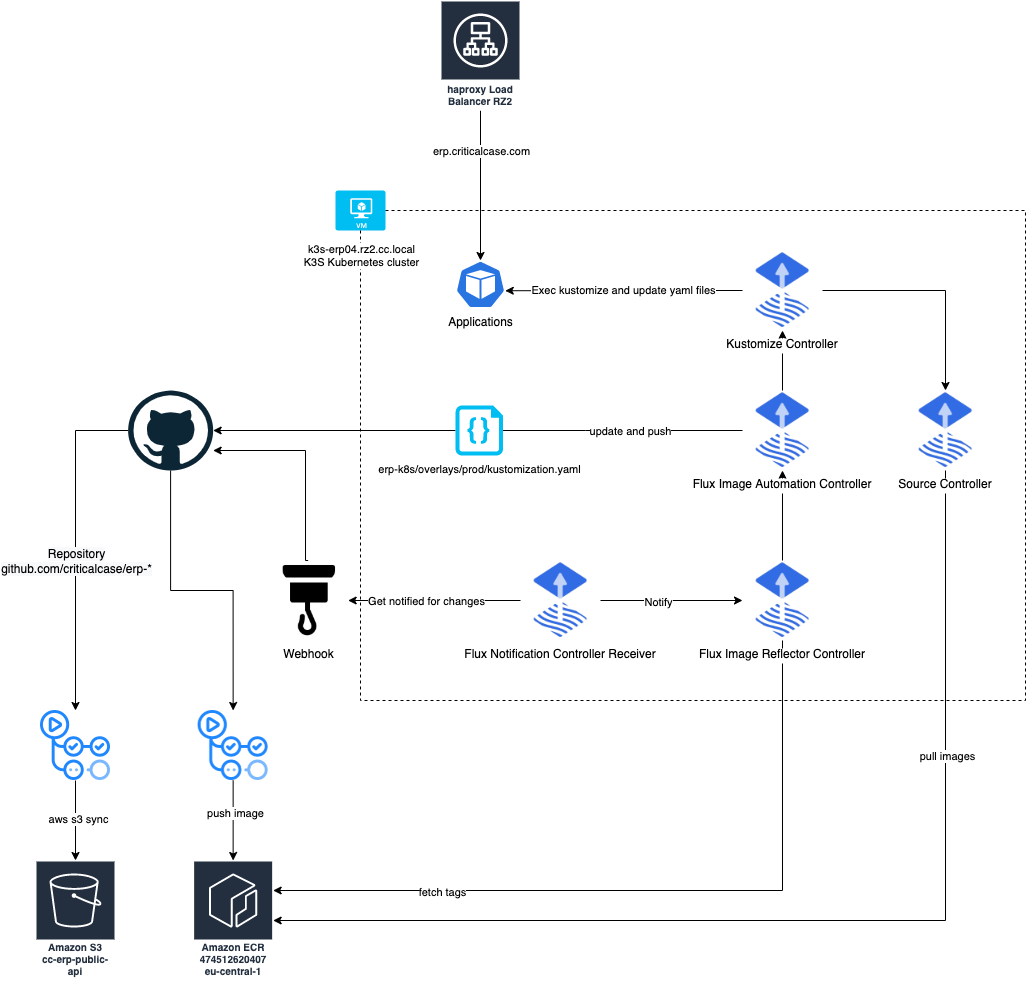 haproxy Load
Balancer RZ2
erp.criticalcase.com
VM
k3s-erp04.rz2.cc.local
K3S Kubernetes cluster
Exec kustomize and update yaml files
Applications
Kustomize Controller
update and push
{}
erp-k8s/overlays/prod/kustomization.yaml
Flux Image Automation Controller
Source Controller
Repository
github.com/criticalcase/erp-*
Get notified for changes
Notify
Webhook
Flux Notification Controller Receiver
Flux Image Reflector Controller
pull images
aws s3 sync
push image
fetch tags
Amazon S3
cc-erp-public-
api
Amazon ECR
474512620407
eu-central-1